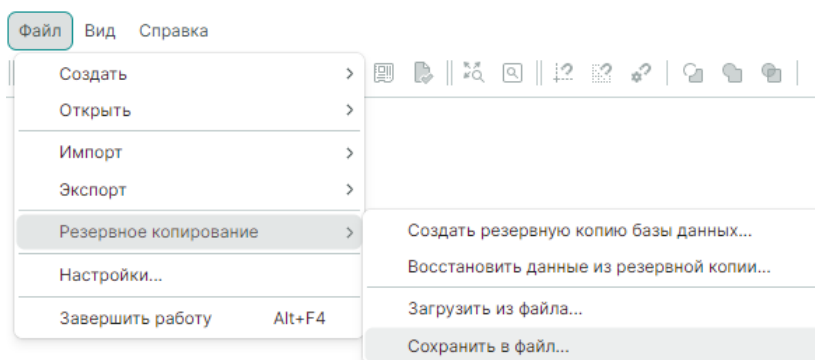 Файл Вид Справка
Создать
Открыть
Импорт
Экспорт
Резервное копирование
Создать резервную копию базы данных...
Восстановить данные из резервной копии...
Настройки...
Загрузить из файла...
Завершить работу Alt+F4
Сохранить в файл...